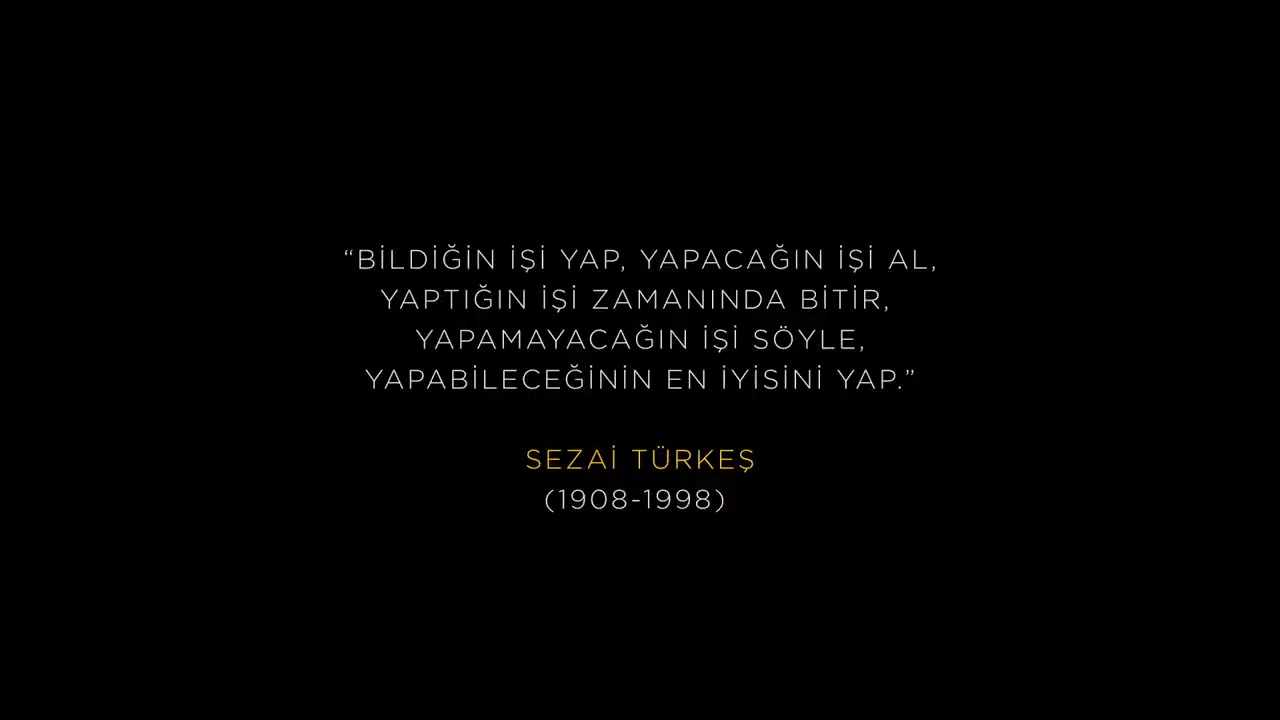 “BİLDİĞİN İŞİ YAP, YAPACAĞIN İŞİ AL,
YAPTIĞIN İŞİ ZAMANINDA BİTİR,
YAPAMAYACAĞIN İŞİ SÖYLE,
YAPABİLECEĞİNİN EN İYİSİNİ YAP.”
SEZAİ TÜRKEŞ
(1908-1998)